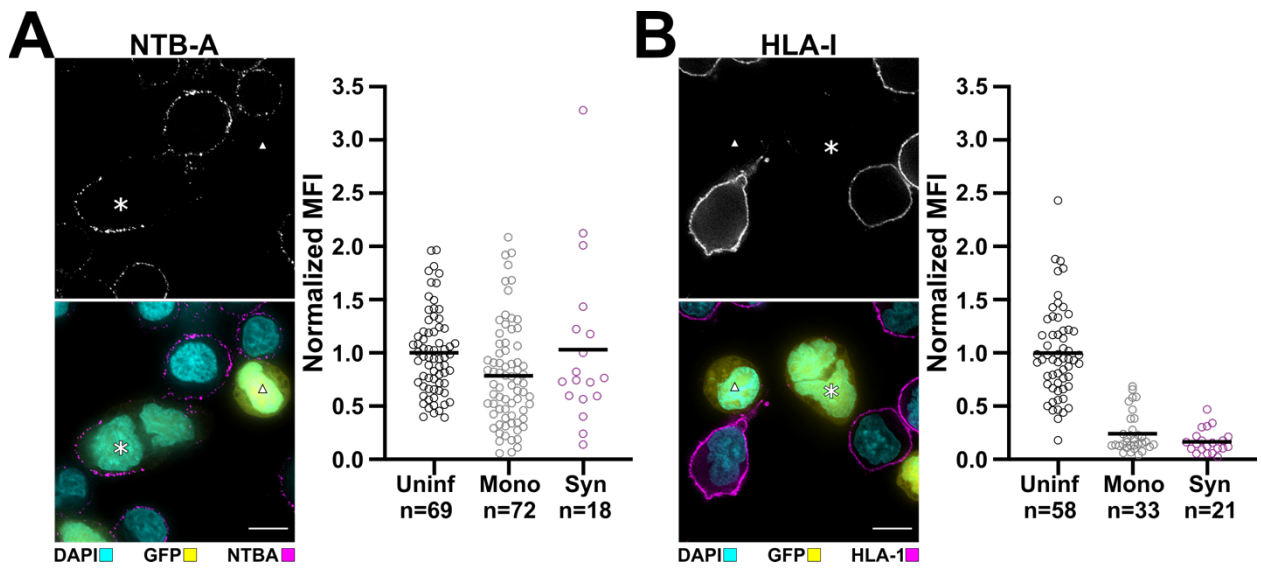 A
NTB-A
Normalized MFI
3.5
3.0
2.5
2.0
1.5
1.0
0.5
0.0
Uninf Mono Syn
n=69 n=72 n=18
DAPI GFP NTBA
B
HLA-I
Normalized MFI
3.5
3.0
2.5
2.0
1.5
1.0
0.5
0.0
Uninf Mono Syn
n=58 n=33 n=21
DAPI GFP HLA-1